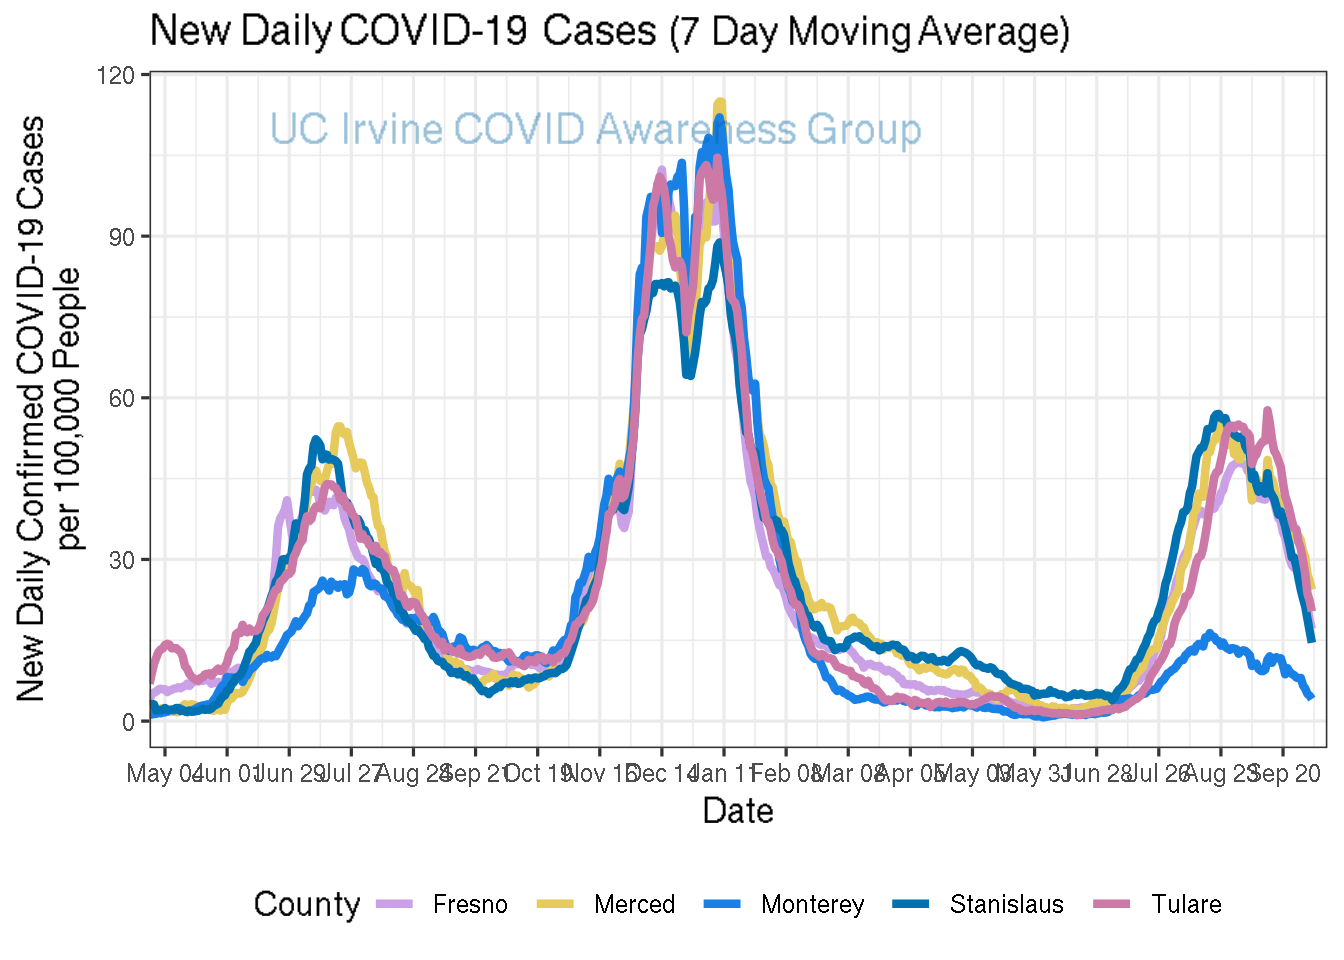 New Daily COVID-19 Cases (7 Day Moving Average)
UC Irvine COVID Awareness Group
New Daily Confirmed COVID-19 Cases
per 100,000 People
120
90
60
30
0
May 04 Jun 01 Jun 29 Jul 27 Aug 24 Sep 21 Oct 19 Nov 16 Dec 14 Jan 11 Feb 08 Mar 08 Apr 05 May 03 May 31 Jun 28 Jul 26 Aug 23 Sep 20
Date
County Fresno Merced Monterey Stanislaus Tulare